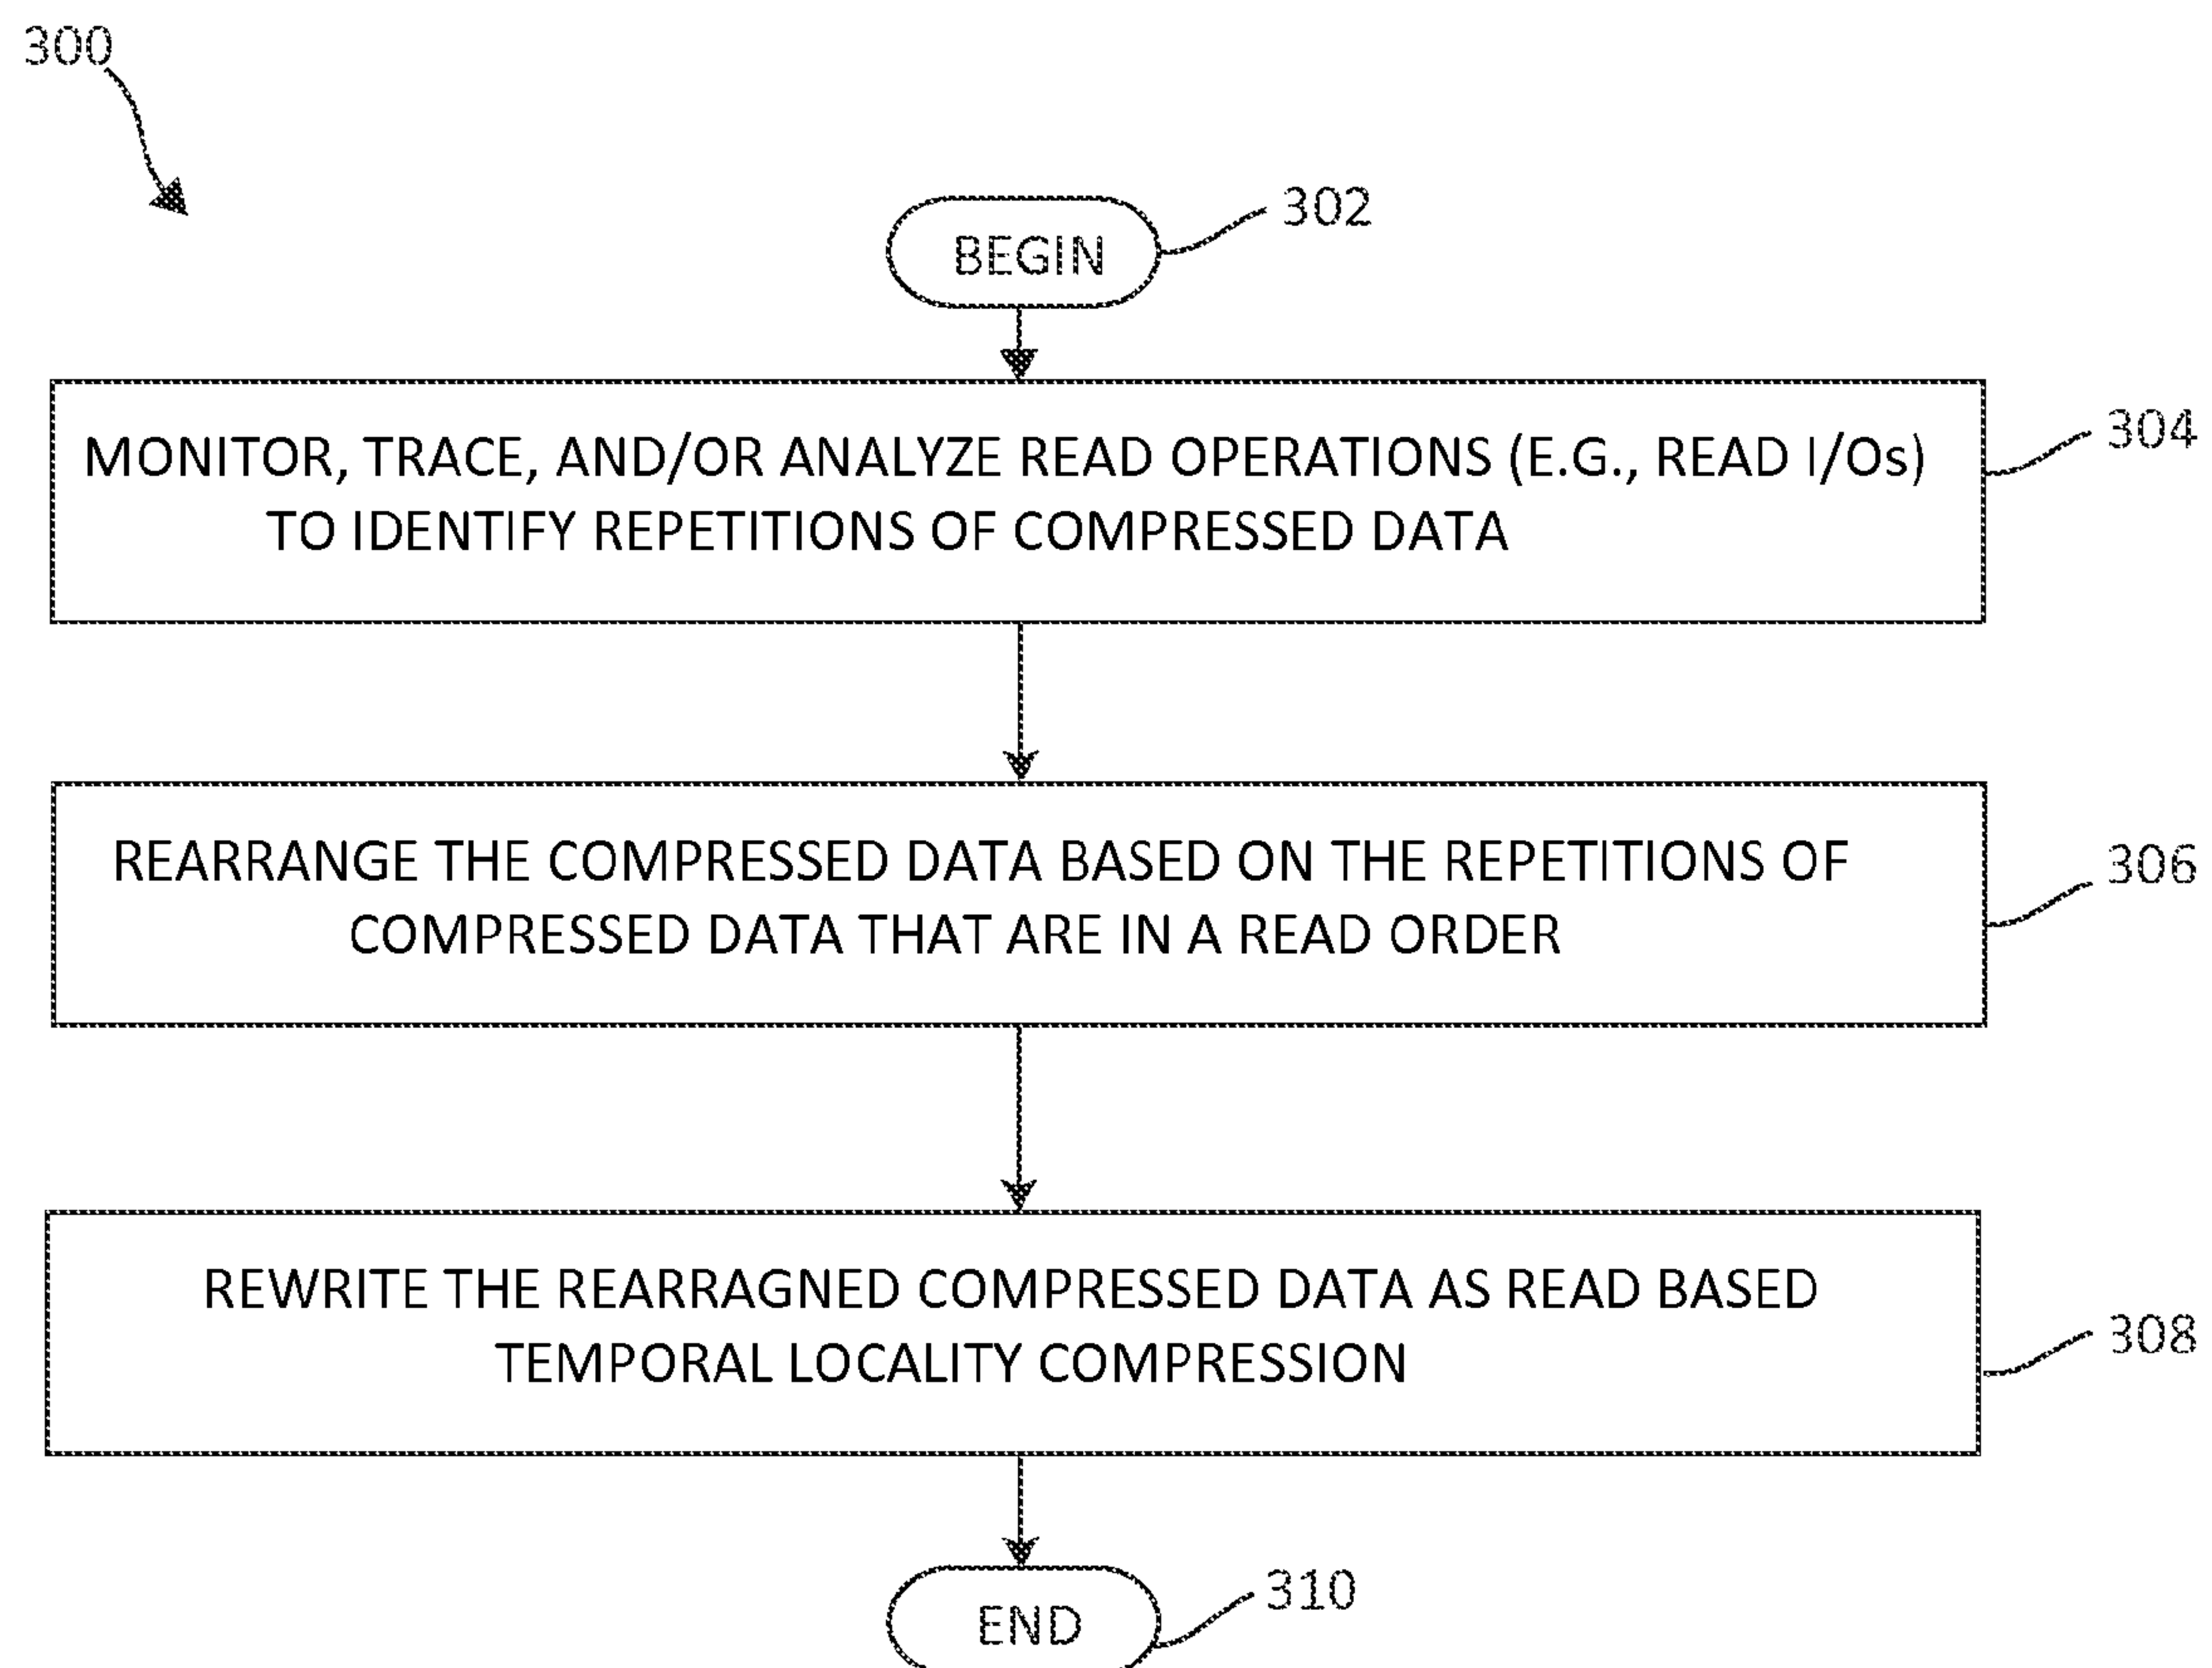 300
BEGIN
302
MONITOR, TRACE, AND/OR ANALYZE READ OPERATIONS (E.G., READ I/Os)
TO IDENTIFY REPETITIONS OF COMPRESSED DATA
304
REARRANGE THE COMPRESSED DATA BASED ON THE REPETITIONS OF
COMPRESSED DATA THAT ARE IN A READ ORDER
306
REWRITE THE REARRAGNED COMPRESSED DATA AS READ BASED
TEMPORAL LOCALITY COMPRESSION
308
END
310